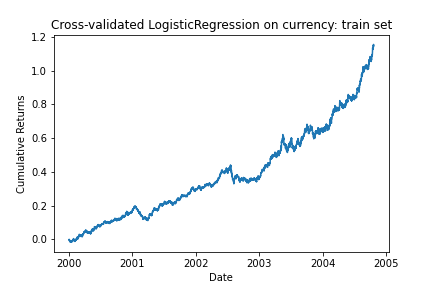 Cross-validated LogisticRegression on currency: train set
Cumulative Returns
1.2
1.0
0.8
0.6
0.4
0.2
0.0
2000 2001 2002 2003 2004 2005
Date